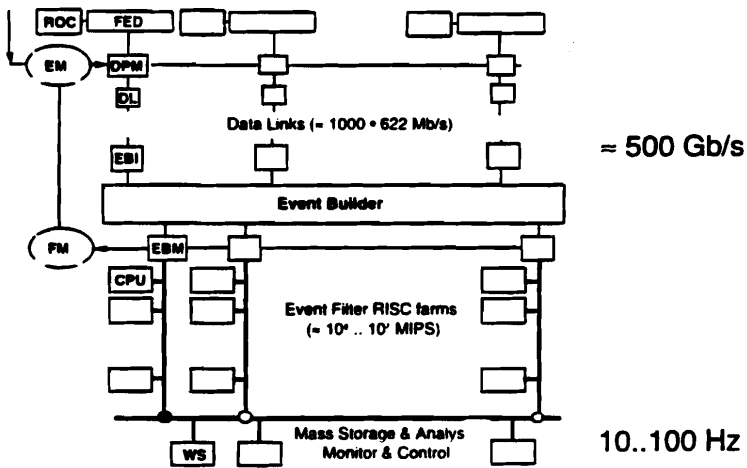 ROC
FED
EM
DPM
DL
Data Links (≈ 1000 * 622 Mb/s)
≈ 500 Gb/s
EBI
Event Builder
FM
EBM
CPU
Event Filter RISC farms
Mass Storage & Analys
10..100 Hz
WS
Monitor & Control